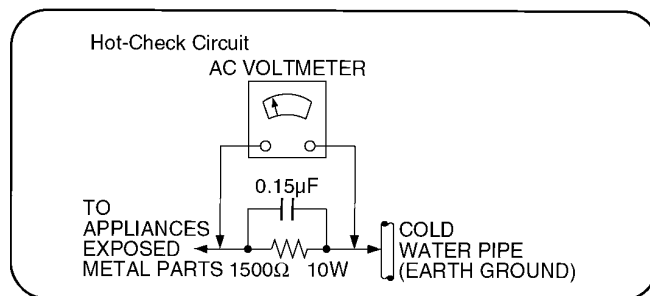 Hot-Check Circuit
AC VOLTMETER
0.15µF
TO
APPLIANCES
EXPOSED
METAL PARTS
1500Ω
10W
COLD
WATER PIPE
(EARTH GROUND)